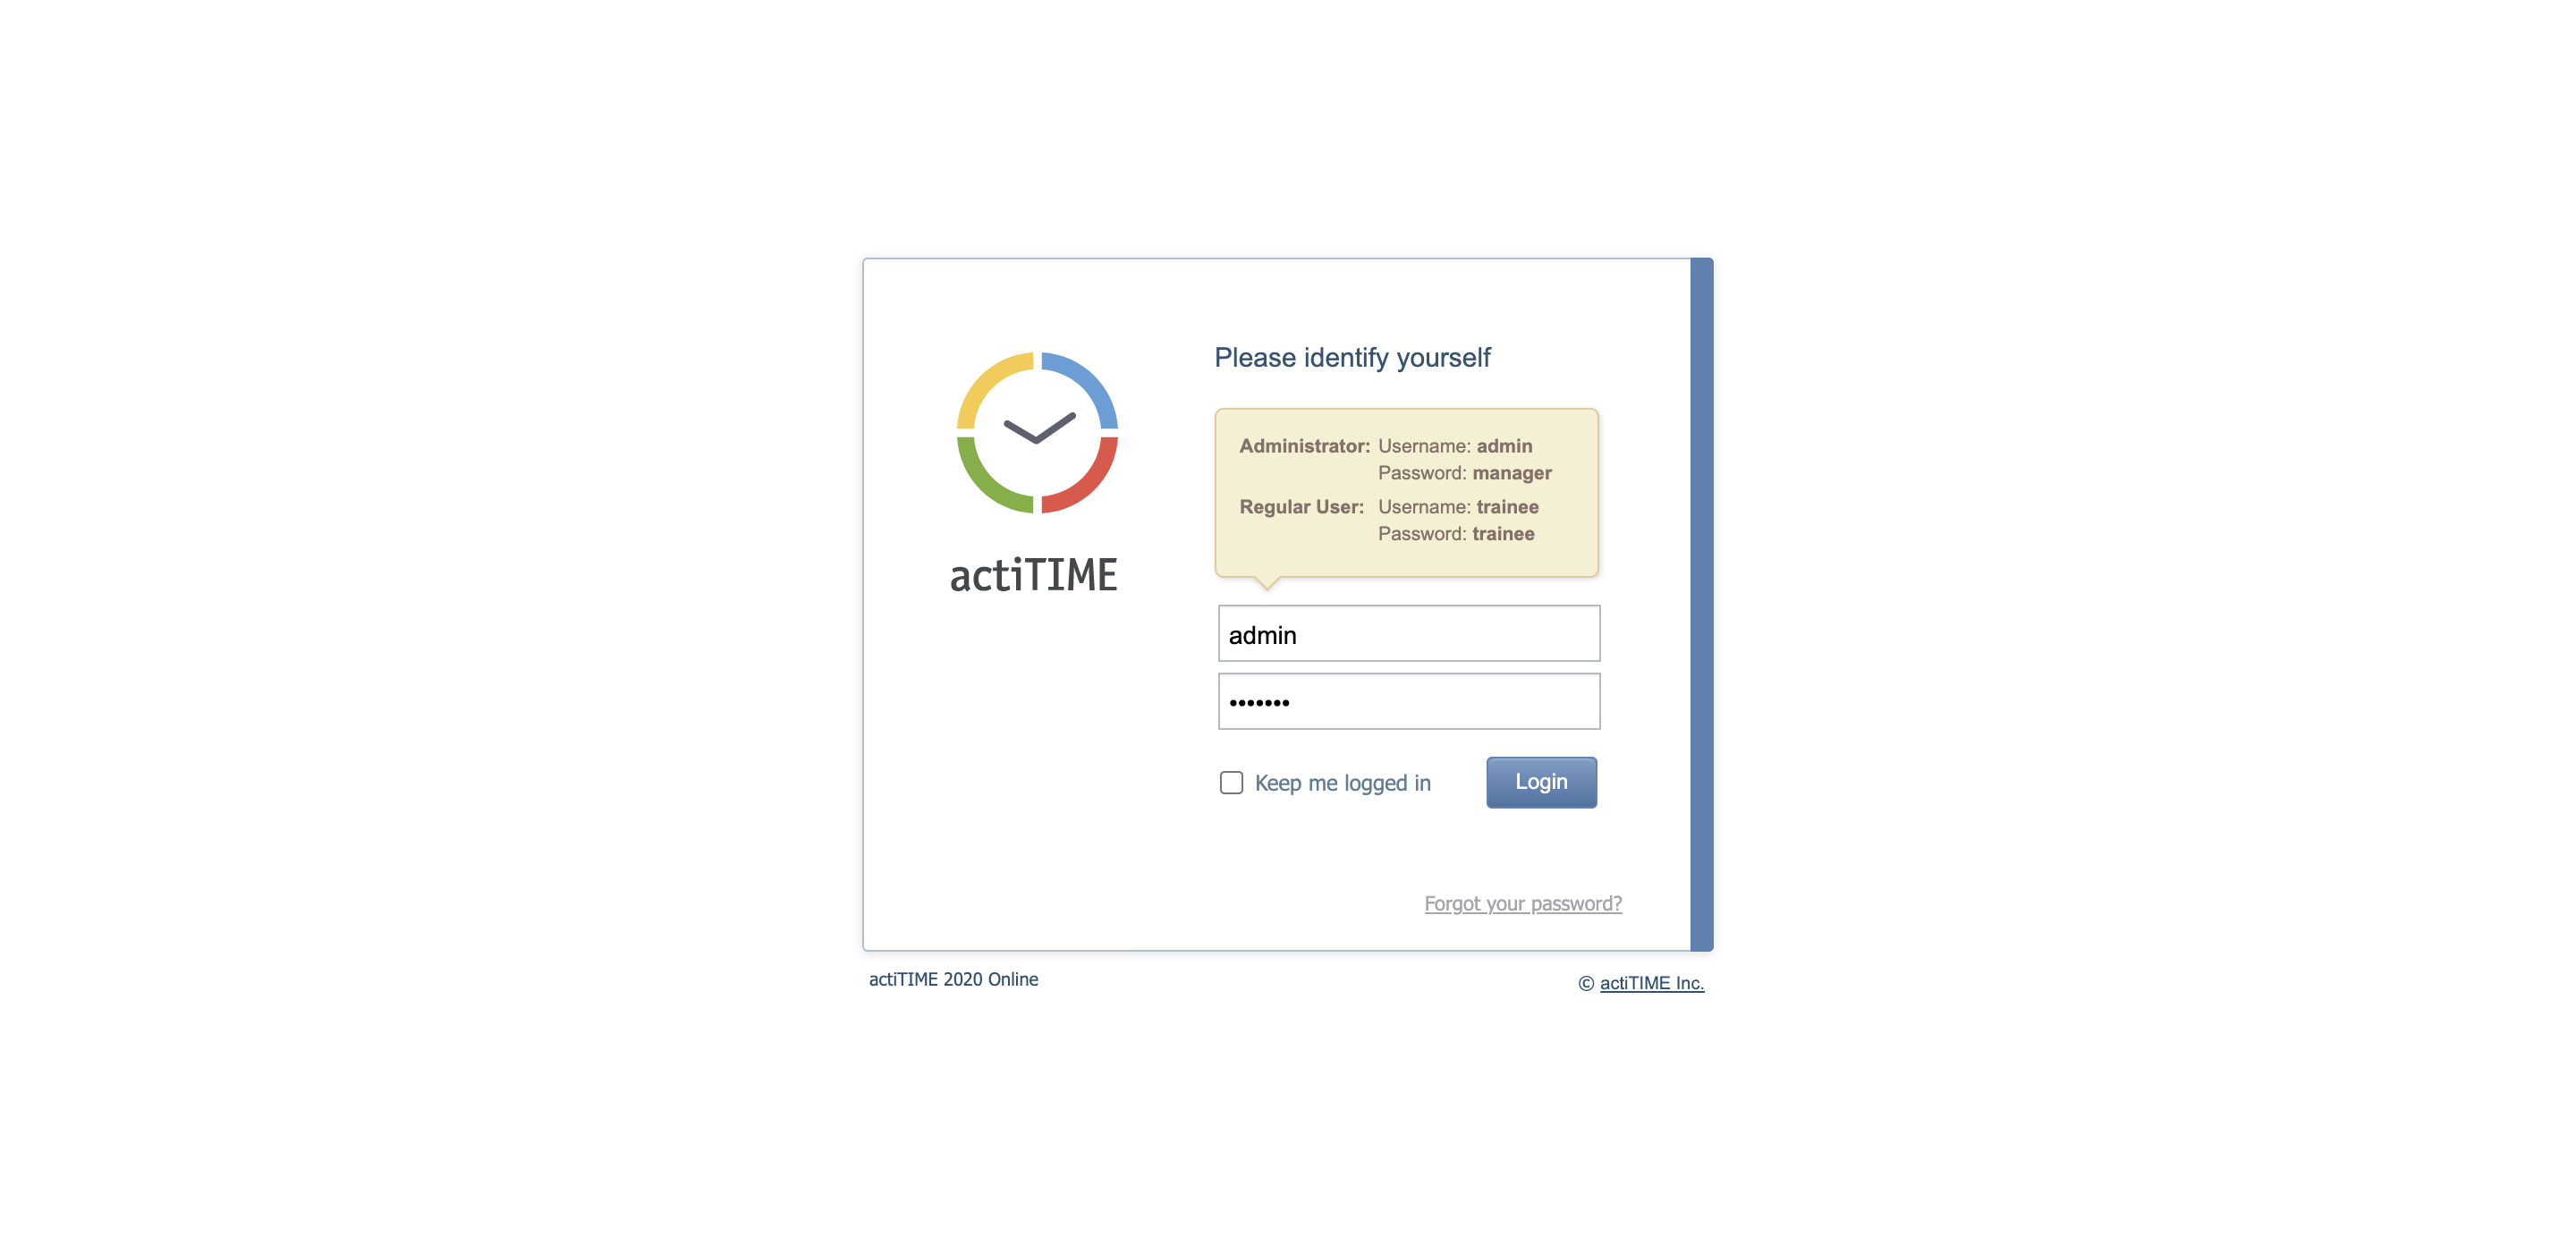 Please identify yourself
Administrator: Username: admin
Password: manager
Regular User: Username: trainee
Password: trainee
actiTIME
admin
•••••••
Keep me logged in
Login
Forgot your password?
actiTIME 2020 Online
© actiTIME Inc.